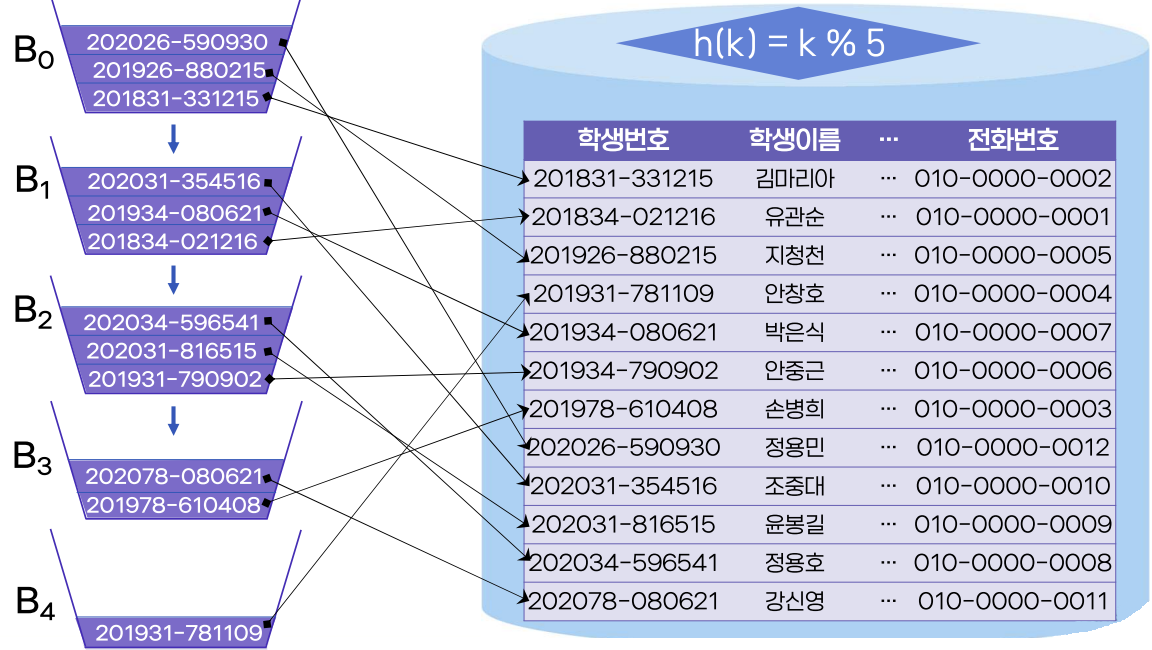 B0
202026-590930
201926-880215
201831-331215
B1
202031-354516
201934-080621
201834-021216
B2
202034-596541
202031-816515
201931-790902
B3
202078-080621
201978-610408
B4
201931-781109
h(k) = k % 5
학생번호 학생이름 ··· 전화번호
201831-331215 김마리아 ··· 010-0000-0002
201834-021216 유관순 ··· 010-0000-0001
201926-880215 지청천 ··· 010-0000-0005
201931-781109 안창호 ··· 010-0000-0004
201934-080621 박은식 ··· 010-0000-0007
201934-790902 안중근 ··· 010-0000-0006
201978-610408 손병희 ··· 010-0000-0003
202026-590930 정용민 ··· 010-0000-0012
202031-354516 조중대 ··· 010-0000-0010
202031-816515 윤봉길 ··· 010-0000-0009
202034-596541 정용호 ··· 010-0000-0008
202078-080621 강신영 ··· 010-0000-0011